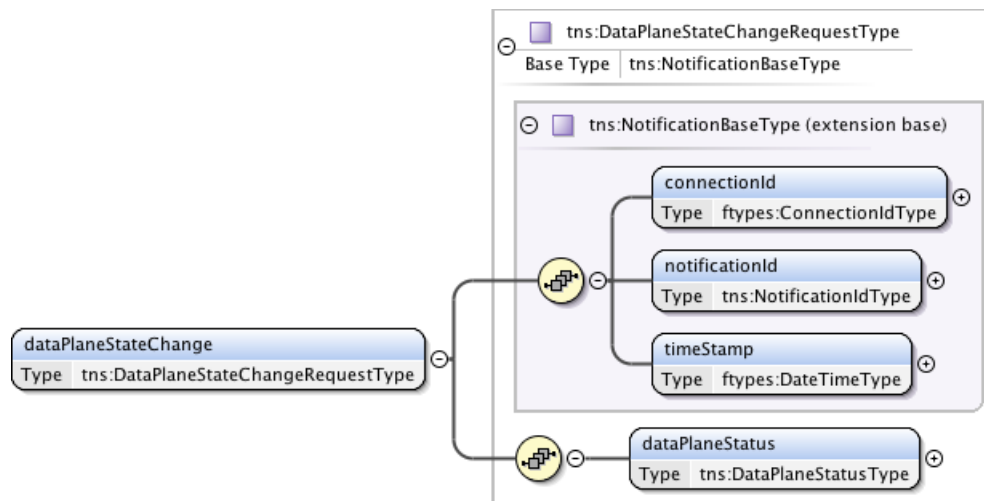 tns:DataPlaneStateChangeRequestType
Base Type tns:NotificationBaseType
tns:NotificationBaseType (extension base)
connectionId
Type ftypes:ConnectionIdType
notificationId
Type tns:NotificationIdType
timeStamp
Type ftypes:DateTimeType
dataPlaneStateChange
Type tns:DataPlaneStateChangeRequestType
dataPlaneStatus
Type tns:DataPlaneStatusType